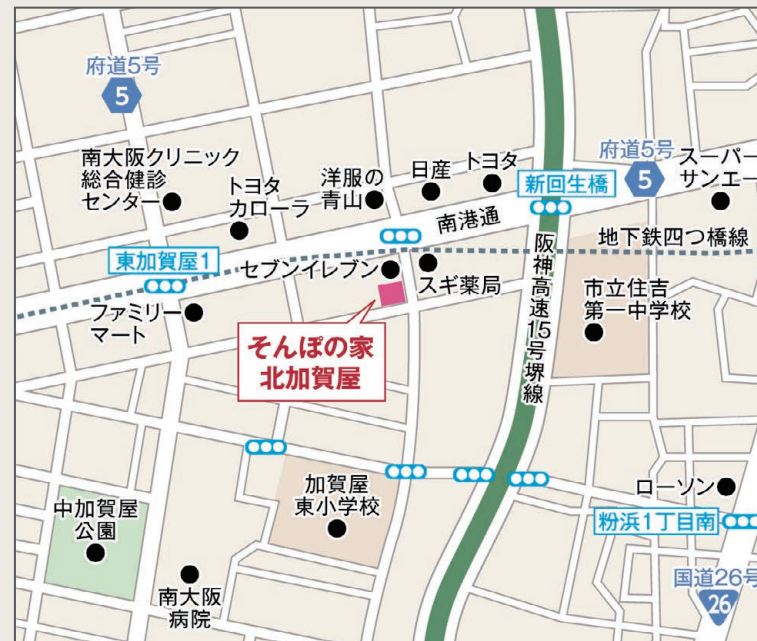 府道5号
5
南大阪クリニック
総合健診
センター
トヨタ
カローラ
洋服の
青山
日産
トヨタ
新回生橋
府道5号
5
スーパー
サンエー
南港通
地下鉄四つ橋線
東加賀屋1
セブンイレブン
スギ薬局
阪神高速15号堺線
市立住吉
第一中学校
ファミリー
マート
そんぽの家
北加賀屋
加賀屋
東小学校
ローソン
粉浜1丁目南
中加賀屋
公園
南大阪
病院
国道26号
26